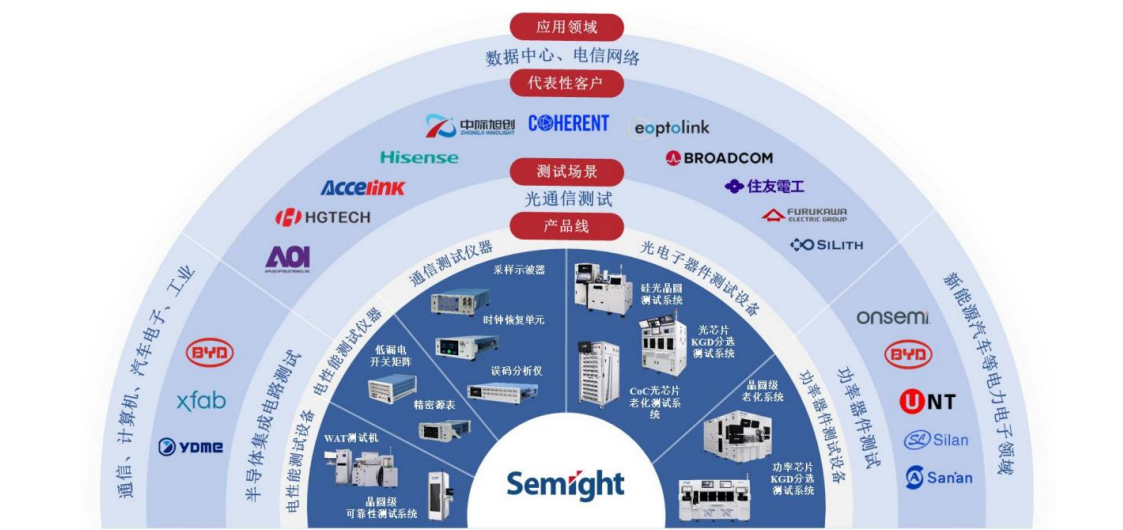 应用领域
数据中心、电信网络
代表性客户
中际旭创
ZHONGJI INNOLIGHT
COHERENT
eoptolink
Hisense
BROADCOM
Accelink
住友電工
HGTECH
FURUKAWA
ELECTRIC GROUP
AOI
APPLIED OPTOELECTRONICS, INC.
SILITH
测试场景
光通信测试
产品线
通信、计算机、汽车电子、工业
BYD
xfab
YDME
半导体集成电路测试
电性能测试仪器
电性能测试设备
通信测试仪器
光电子器件测试设备
功率器件测试设备
功率器件测试
新能源汽车等电力电子领域
onsemi
BYD
UNT
SL Silan
San'an
采样示波器
时钟恢复单元
误码分析仪
低漏电
开关矩阵
精密源表
WAT测试机
晶圆级
可靠性测试系统
硅光晶圆
测试系统
光芯片
KGD分选
测试系统
CoC光芯片
老化测试系
统
晶圆级
老化系统
功率芯片
KGD分选
测试系统
Semight